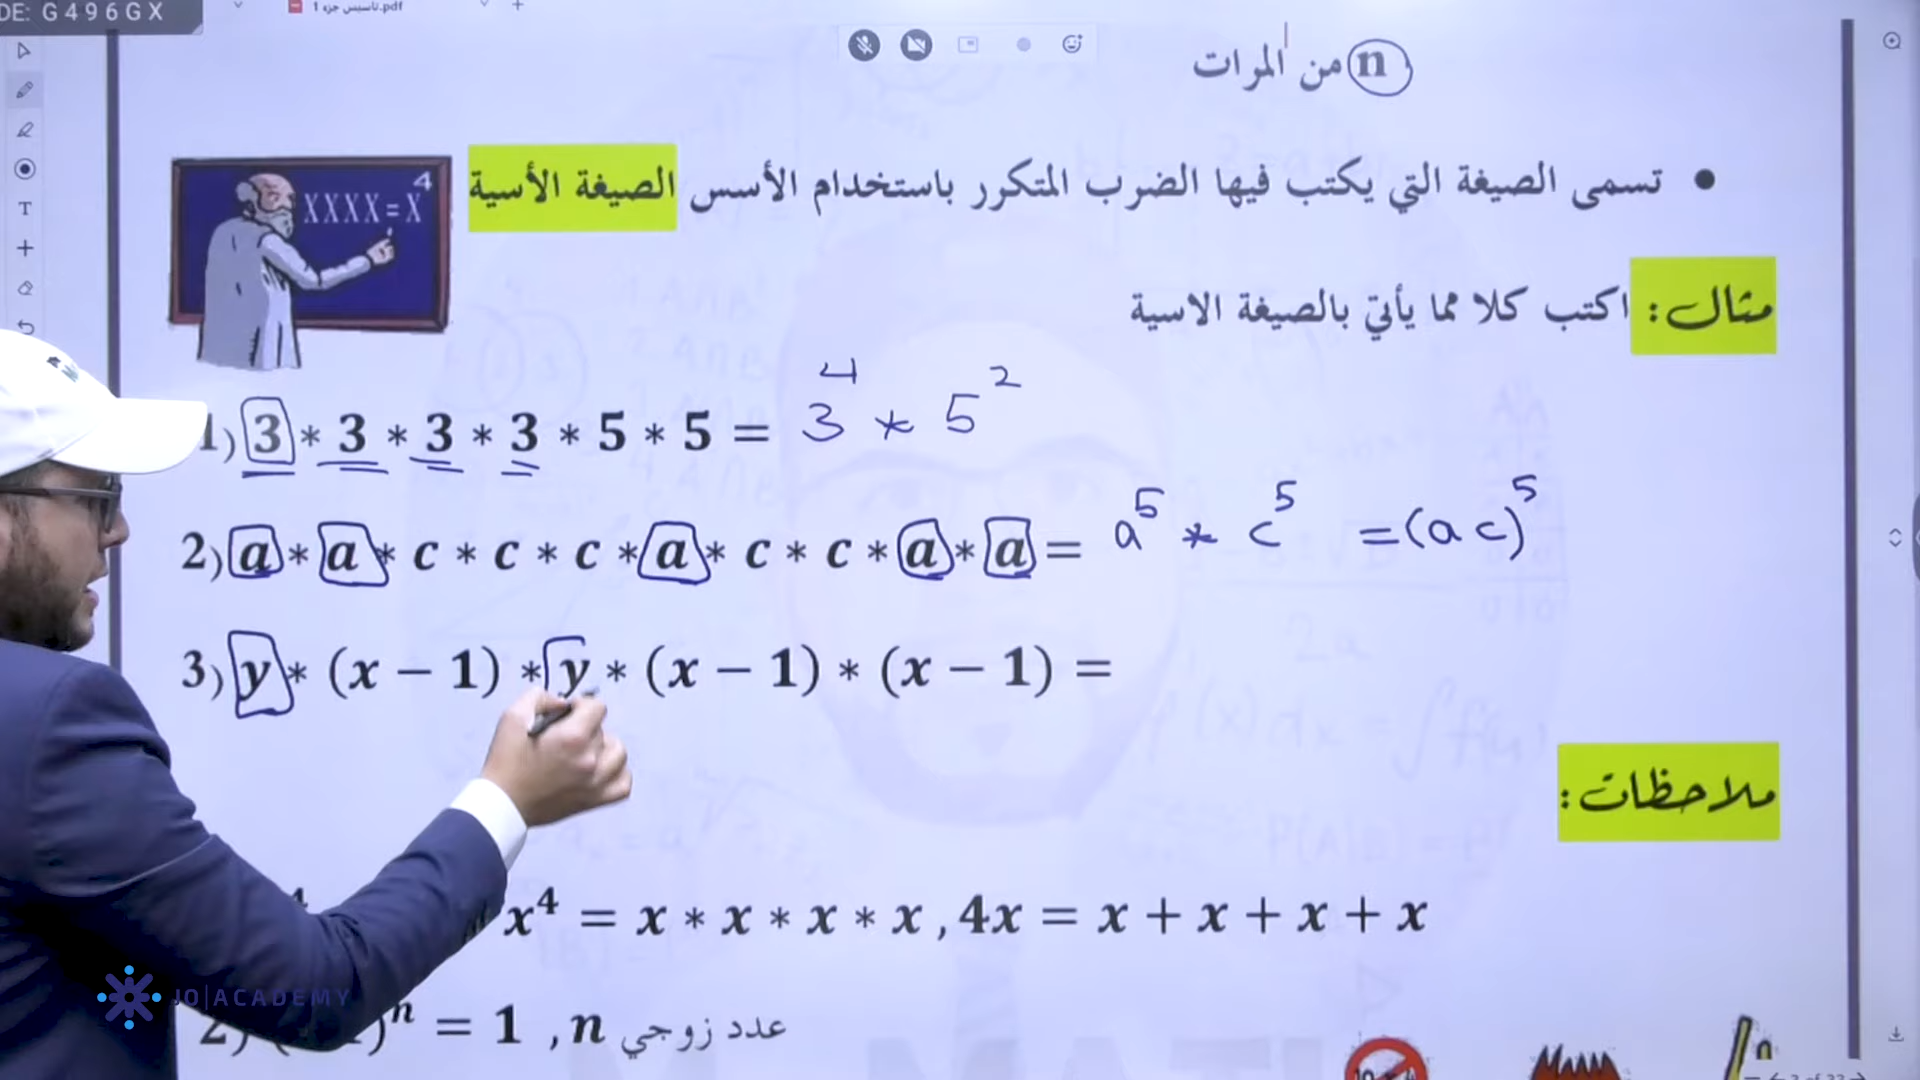 DE: G496GX
تاسيس جزء 1.pdf
n من المرات
• تسمى الصيغة التي يكتب فيها الضرب المتكرر باستخدام الأسس الصيغة الأسية
XXXX=X⁴
مثال: اكتب كلا مما يأتي بالصيغة الاسية
1) 3 * 3 * 3 * 3 * 5 * 5 = 3⁴ * 5²
2) a * a * c * c * c * a * c * c * a * a = a⁵ * c⁵ = (ac)⁵
3) y * (x − 1) * y * (x − 1) * (x − 1) =
ملاحظات:
x⁴ = x * x * x * x , 4x = x + x + x + x
JO|ACADEMY
ⁿ = 1 , n عدد زوجي